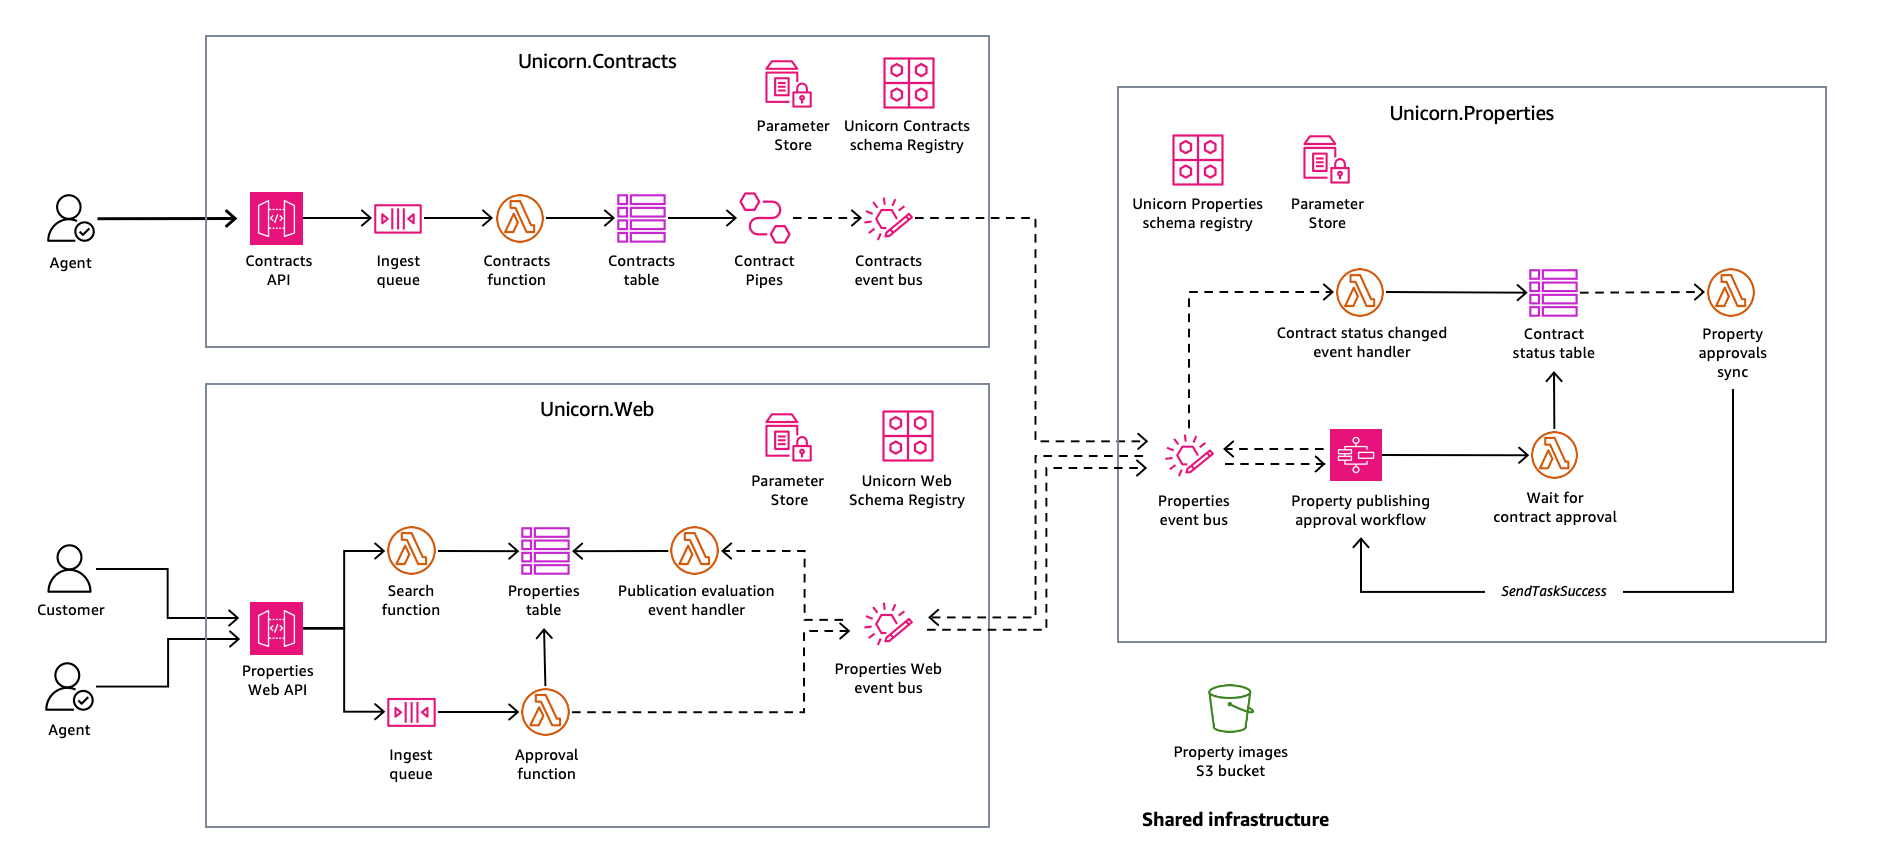 Unicorn.Contracts
Parameter
Store
Unicorn Contracts
schema Registry
Agent
Contracts
API
Ingest
queue
Contracts
function
Contracts
table
Contract
Pipes
Contracts
event bus
Unicorn.Web
Parameter
Store
Unicorn Web
Schema Registry
Customer
Agent
Properties
Web API
Search
function
Properties
table
Publication evaluation
event handler
Properties Web
event bus
Ingest
queue
Approval
function
Unicorn.Properties
Unicorn Properties
schema registry
Parameter
Store
Contract status changed
event handler
Contract
status table
Property
approvals
sync
Properties
event bus
Property publishing
approval workflow
Wait for
contract approval
SendTaskSuccess
Property images
S3 bucket
Shared infrastructure